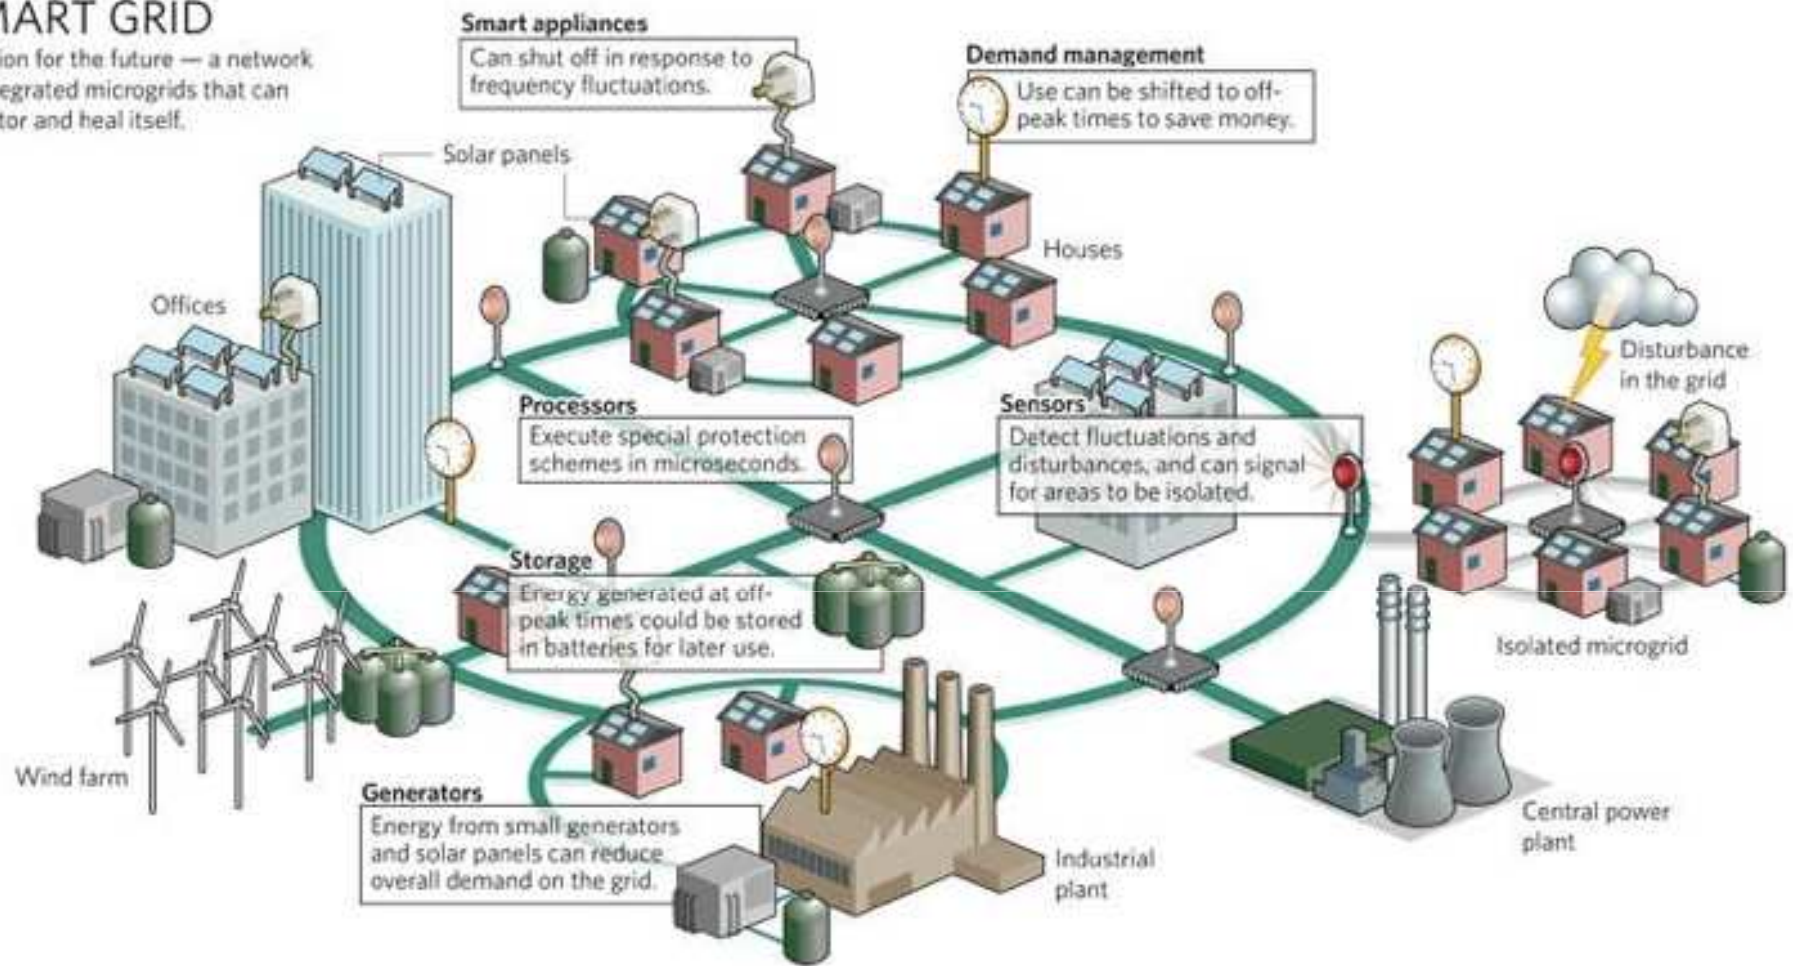 MART GRID
ion for the future — a network
egrated microgrids that can
tor and heal itself.
Smart appliances
Can shut off in response to
frequency fluctuations.
Demand management
Use can be shifted to off-
peak times to save money.
Solar panels
Houses
Offices
Disturbance
in the grid
Processors
Execute special protection
schemes in microseconds.
Sensors
Detect fluctuations and
disturbances, and can signal
for areas to be isolated.
Storage
Energy generated at off-
peak times could be stored
in batteries for later use.
Isolated microgrid
Wind farm
Generators
Energy from small generators
and solar panels can reduce
overall demand on the grid.
Industrial
plant
Central power
plant